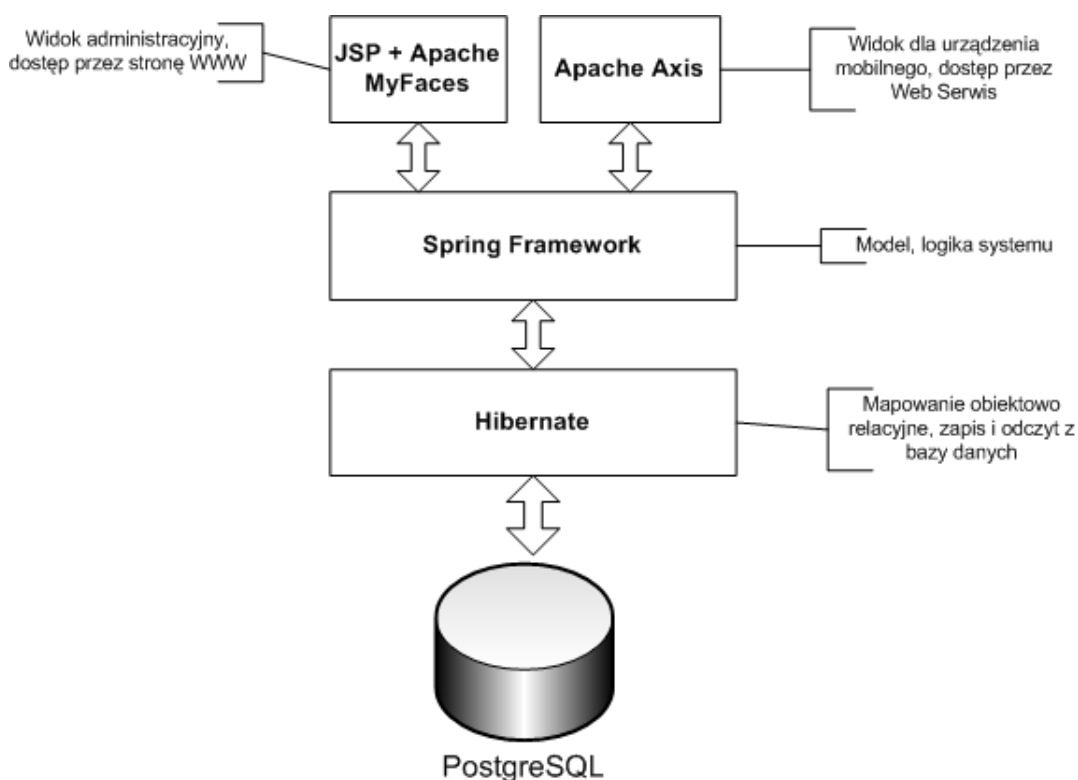 Widok administracyjny,
dostęp przez stronę WWW
JSP + Apache
MyFaces
Apache Axis
Widok dla urządzenia
mobilnego, dostęp przez
Web Serwis
Spring Framework
Model, logika systemu
Hibernate
Mapowanie obiektowo
relacyjne, zapis i odczyt z
bazy danych
PostgreSQL